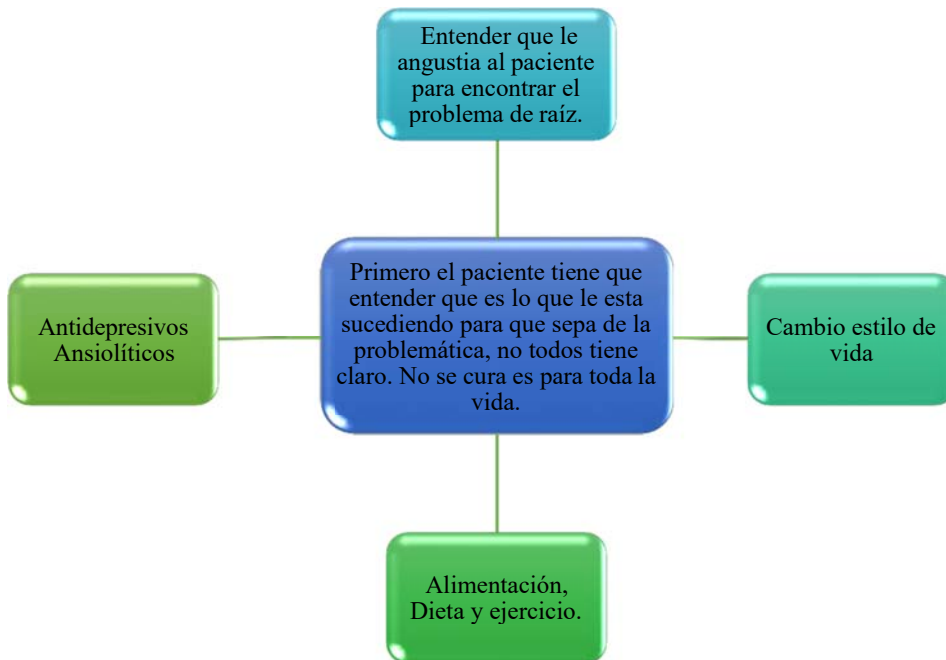 Entender que le
angustia al paciente
para encontrar el
problema de raíz.
Primero el paciente tiene que
entender que es lo que le esta
sucediendo para que sepa de la
problemática, no todos tiene
claro. No se cura es para toda la
vida.
Antidepresivos
Ansiolíticos
Cambio estilo de
vida
Alimentación,
Dieta y ejercicio.